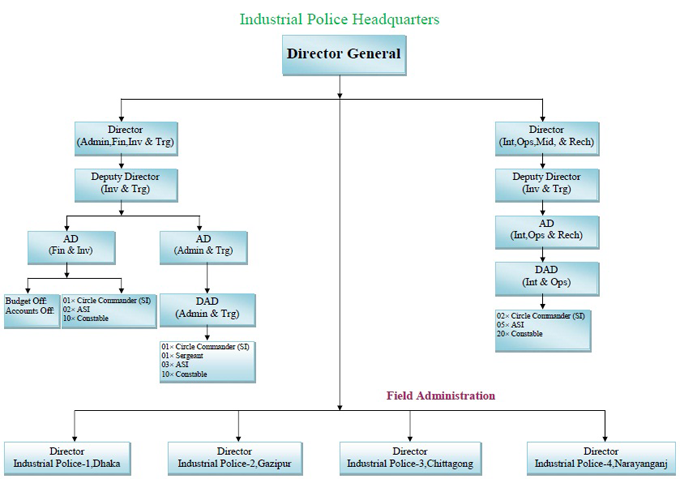 Industrial Police Headquarters
Director General
Director
(Admin,Fin,Inv & Trg)
Deputy Director
(Inv & Trg)
AD
(Fin & Inv)
Budget Off:
Accounts Off:
01× Circle Commander (SI)
02× ASI
10× Constable
AD
(Admin & Trg)
DAD
(Admin & Trg)
01× Circle Commander (SI)
01× Sergeant
03× ASI
10× Constable
Director
(Int,Ops,Mid, & Rech)
Deputy Director
(Inv & Trg)
AD
(Int,Ops & Rech)
DAD
(Int & Ops)
02× Circle Commander (SI)
05× ASI
20× Constable
Field Administration
Director
Industrial Police-1,Dhaka
Director
Industrial Police-2,Gazipur
Director
Industrial Police-3,Chittagong
Director
Industrial Police-4,Narayanganj